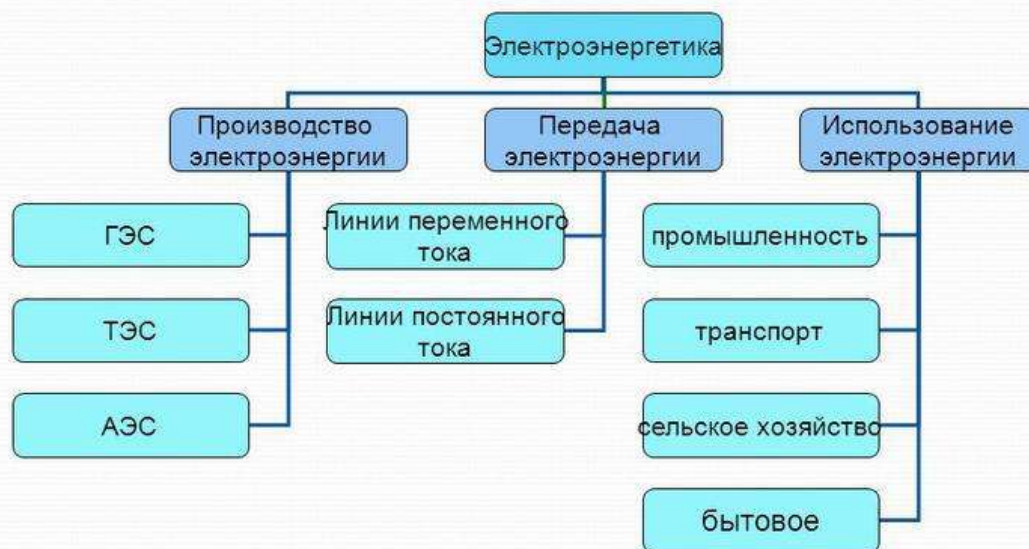 Электроэнергетика
Производство
электроэнергии
Передача
электроэнергии
Использование
электроэнергии
ГЭС
ТЭС
АЭС
Линии переменного
тока
Линии постоянного
тока
промышленность
транспорт
сельское хозяйство
бытовое